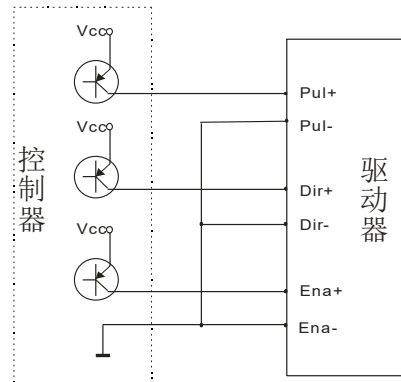 Vcc
Pul+
Pul-
Vcc
控制器
驱动器
Dir+
Dir-
Vcc
Ena+
Ena-